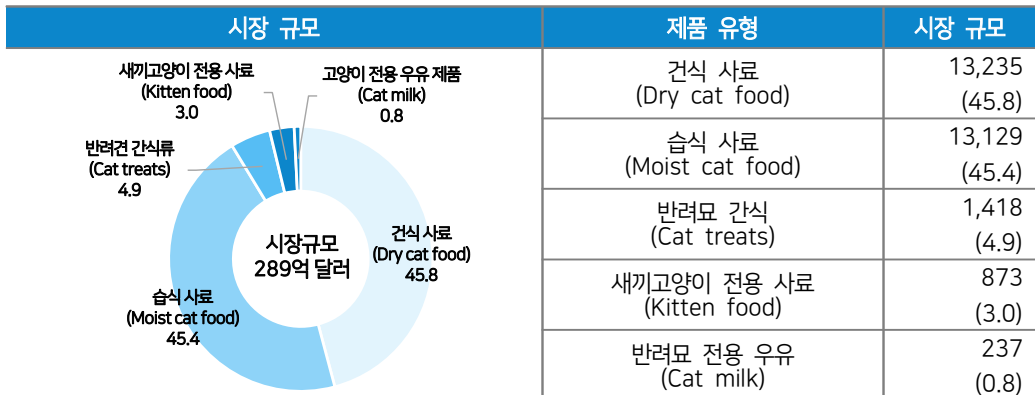 시장 규모
새끼고양이 전용 사료
(Kitten food)
3.0
고양이 전용 우유 제품
(Cat milk)
0.8
반려견 간식류
(Cat treats)
4.9
시장규모
289억 달러
건식 사료
(Dry cat food)
45.8
습식 사료
(Moist cat food)
45.4
제품 유형
시장 규모
건식 사료
(Dry cat food)
13,235
(45.8)
습식 사료
(Moist cat food)
13,129
(45.4)
반려묘 간식
(Cat treats)
1,418
(4.9)
새끼고양이 전용 사료
(Kitten food)
873
(3.0)
반려묘 전용 우유
(Cat milk)
237
(0.8)